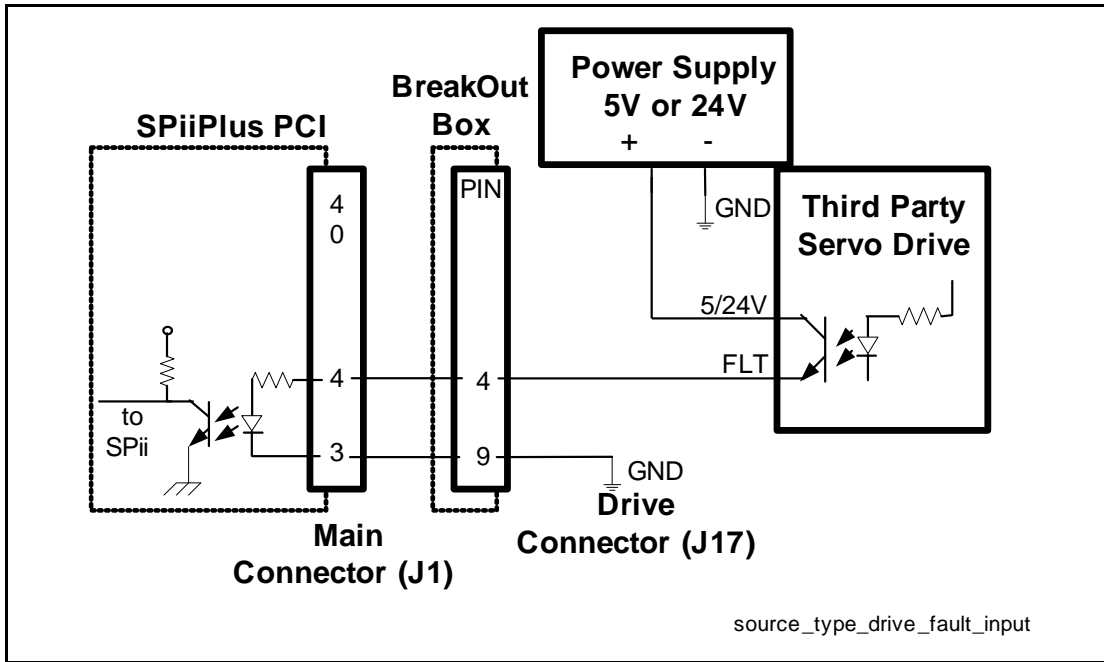 Power Supply
5V or 24V
+ -
BreakOut
Box
SPiiPlus PCI
PIN
4
0
GND
Third Party
Servo Drive
5/24V
FLT
4
4
to
SPii
3
9
GND
Main
Connector (J1)
Drive
Connector (J17)
source_type_drive_fault_input